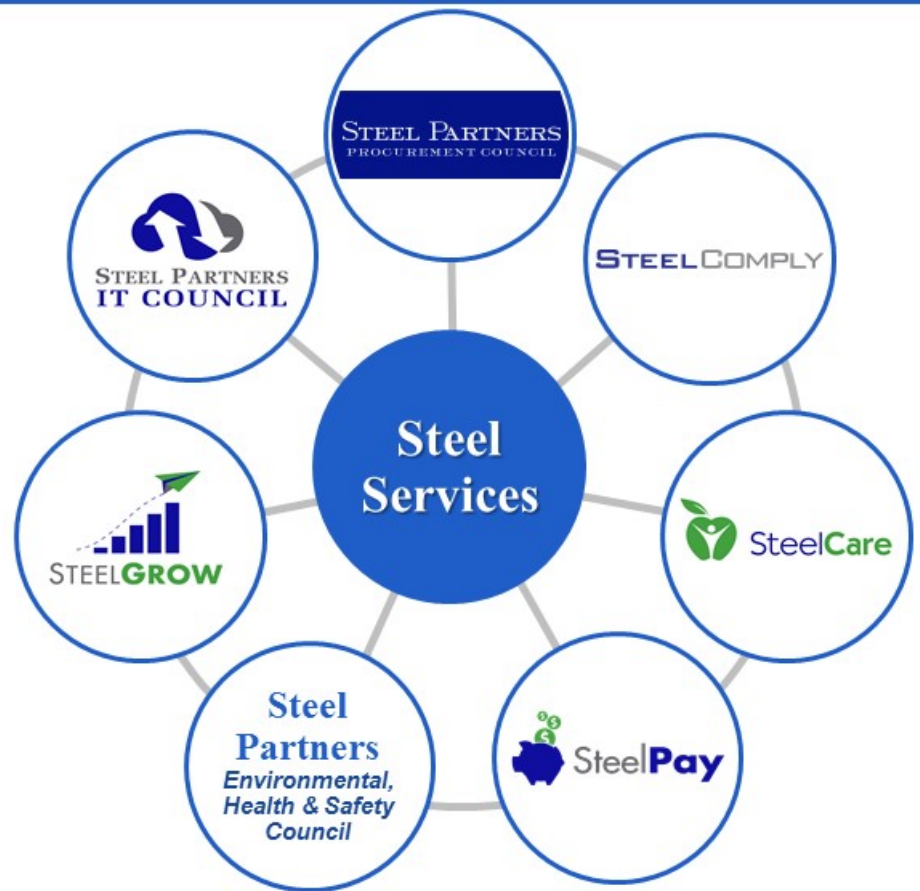 STEEL PARTNERS
PROCUREMENT COUNCIL
STEELCOMPLY
SteelCare
$ $
$
SteelPay
Steel
Partners
Environmental,
Health & Safety
Council
STEELGROW
STEEL PARTNERS
IT COUNCIL
Steel
Services